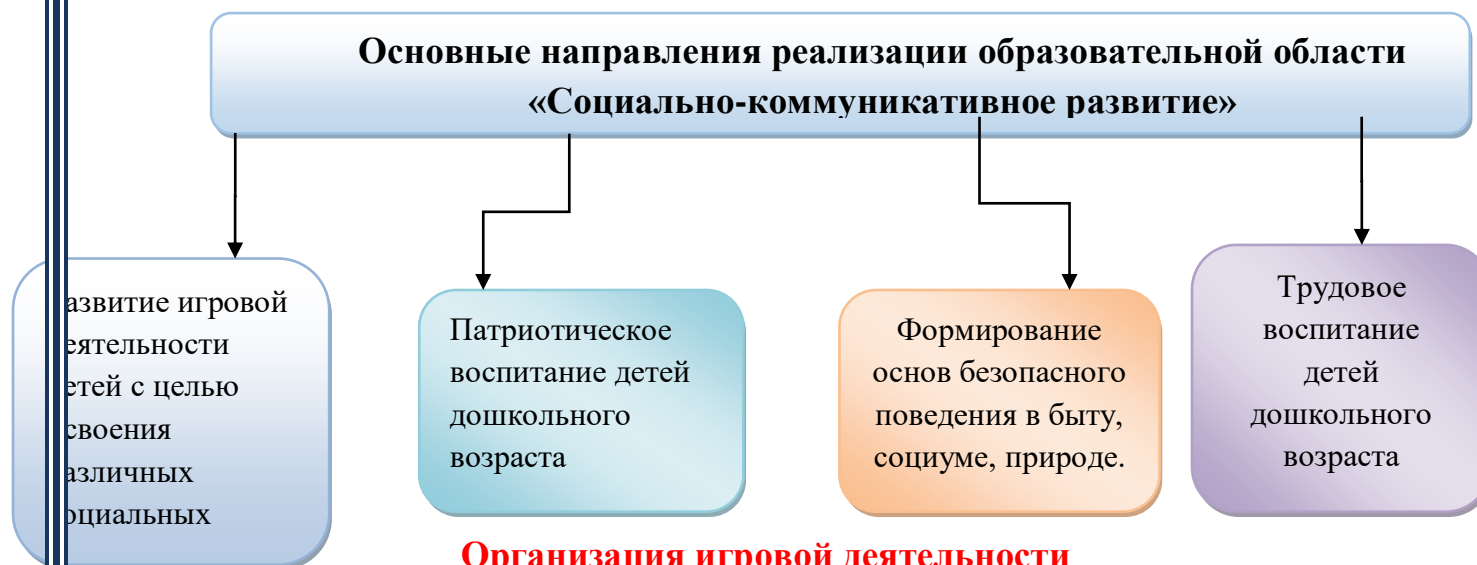 Основные направления реализации образовательной области
«Социально-коммуникативное развитие»
азвитие игровой
еятельности
етей с целью
своения
азличных
оциальных
Патриотическое
воспитание детей
дошкольного
возраста
Формирование
основ безопасного
поведения в быту,
социуме, природе.
Трудовое
воспитание
детей
дошкольного
возраста
Организация игровой деятельности